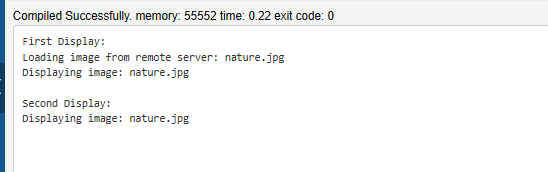 Compiled Successfully. memory: 55552 time: 0.22 exit code: 0
First Display:
Loading image from remote server: nature.jpg
Displaying image: nature.jpg
Second Display:
Displaying image: nature.jpg